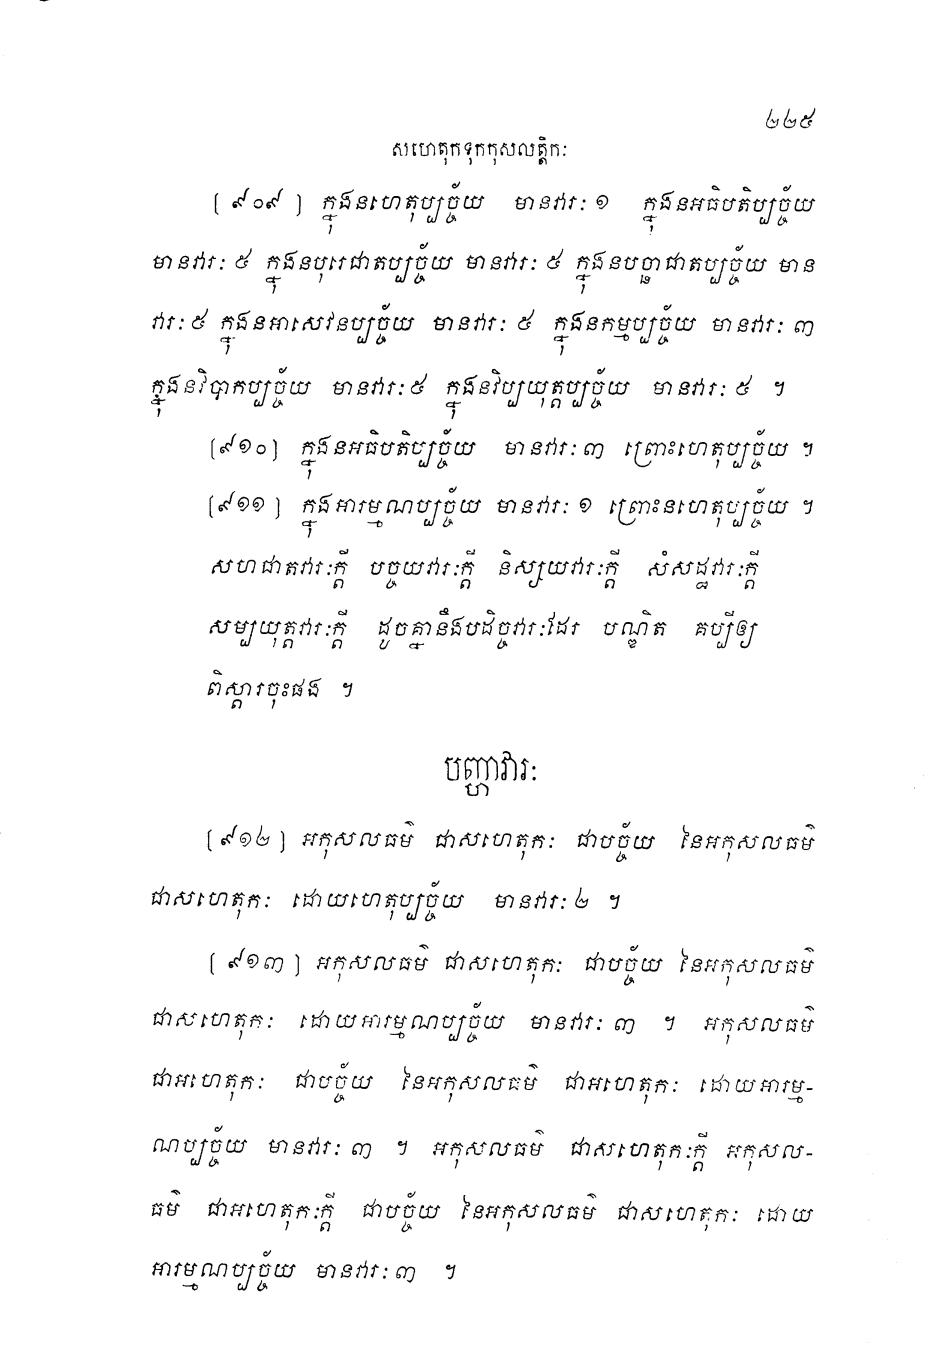 ២២៥
សហេតុកទុកកុសលត្តិកៈ
[៩០៩] ក្នុងនហេតុប្បច្ច័យ មានវារៈ ១ ក្នុងនអធិបតិប្បច្ច័យ
មានវារៈ ៥ ក្នុងនបុរេជាតប្បច្ច័យ មានវារៈ ៥ ក្នុងនបច្ឆាជាតប្បច្ច័យ មាន
វារៈ ៥ ក្នុងនអាសេវនប្បច្ច័យ មានវារៈ ៥ ក្នុងនកម្មប្បច្ច័យ មានវារៈ ៣
ក្នុងនវិបាកប្បច្ច័យ មានវារៈ ៥ ក្នុងនវិប្បយុត្តប្បច្ច័យ មានវារៈ ៥ ។
[៩១០] ក្នុងនអធិបតិប្បច្ច័យ មានវារៈ ៣ ព្រោះហេតុប្បច្ច័យ ។
[៩១១] ក្នុងអារម្មណប្បច្ច័យ មានវារៈ ១ ព្រោះនហេតុប្បច្ច័យ ។
សហជាតវារៈក្តី បច្ចយវារៈក្តី និស្សយវារៈក្តី សំសដ្ឋវារៈក្តី
សម្បយុត្តវារៈក្តី ដូចគ្នានឹងបដិច្ចវារៈដែរ បណ្ឌិត គប្បីឲ្យ
ពិស្តារចុះផង ។
បញ្ហាវារៈ
[៩១២] អកុសលធម៌ ជាសហេតុកៈ ជាបច្ច័យ នៃអកុសលធម៌
ជាសហេតុកៈ ដោយហេតុប្បច្ច័យ មានវារៈ ២ ។
[៩១៣] អកុសលធម៌ ជាសហេតុកៈ ជាបច្ច័យ នៃអកុសលធម៌
ជាសហេតុកៈ ដោយអារម្មណប្បច្ច័យ មានវារៈ ៣ ។ អកុសលធម៌
ជាអហេតុកៈ ជាបច្ច័យ នៃអកុសលធម៌ ជាអហេតុកៈ ដោយអារម្ម-
ណប្បច្ច័យ មានវារៈ ៣ ។ អកុសលធម៌ ជាសហេតុកៈក្តី អកុសល-
ធម៌ ជាអហេតុកៈក្តី ជាបច្ច័យ នៃអកុសលធម៌ ជាសហេតុកៈ ដោយ
អារម្មណប្បច្ច័យ មានវារៈ ៣ ។